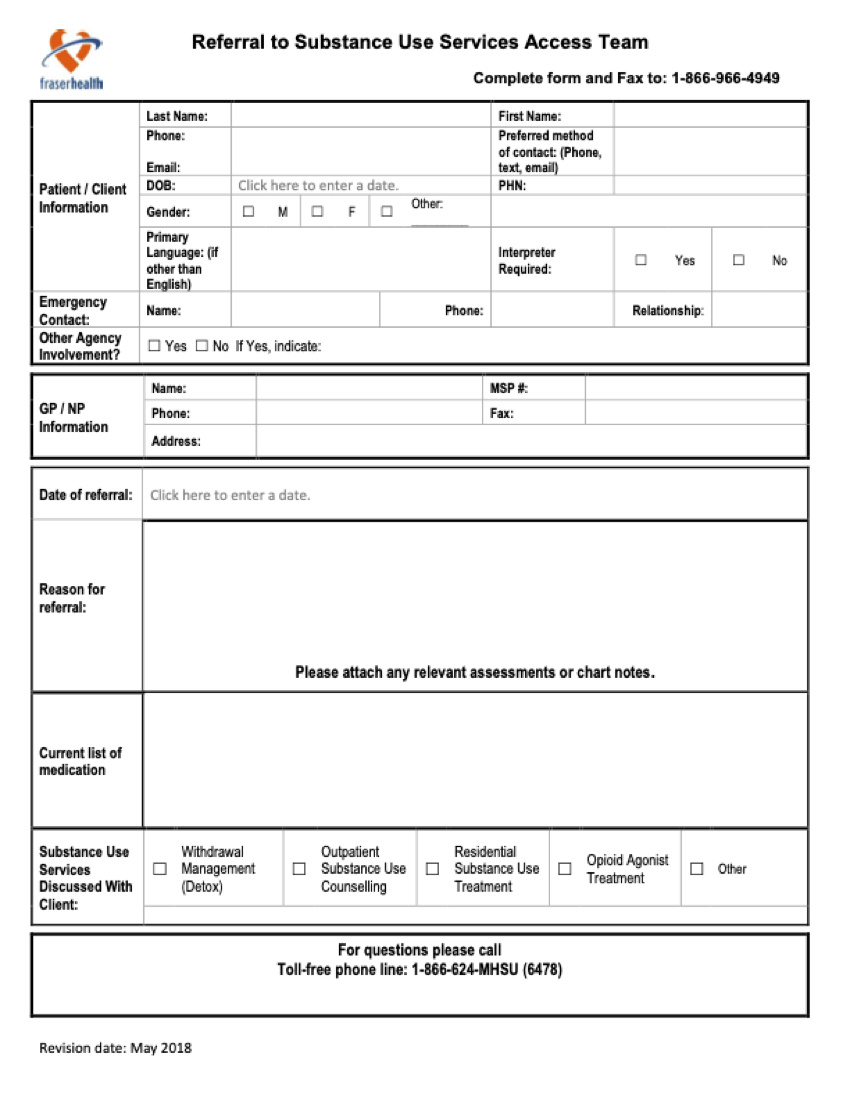 fraserhealth
Referral to Substance Use Services Access Team
Complete form and Fax to: 1-866-966-4949
Patient / Client
Information
Last Name:
First Name:
Phone:
Email:
Preferred method
of contact: (Phone,
text, email)
DOB:
Click here to enter a date.
PHN:
Gender:
☐ M ☐ F ☐ Other:
________
Primary
Language: (if
other than
English)
Interpreter
Required:
☐ Yes ☐ No
Emergency
Contact:
Name:
Phone:
Relationship:
Other Agency
Involvement?
☐ Yes ☐ No If Yes, indicate:
GP / NP
Information
Name:
MSP #:
Phone:
Fax:
Address:
Date of referral:
Click here to enter a date.
Reason for
referral:
Please attach any relevant assessments or chart notes.
Current list of
medication
Substance Use
Services
Discussed With
Client:
☐ Withdrawal
Management
(Detox)
☐ Outpatient
Substance Use
Counselling
☐ Residential
Substance Use
Treatment
☐ Opioid Agonist
Treatment
☐ Other
For questions please call
Toll-free phone line: 1-866-624-MHSU (6478)
Revision date: May 2018